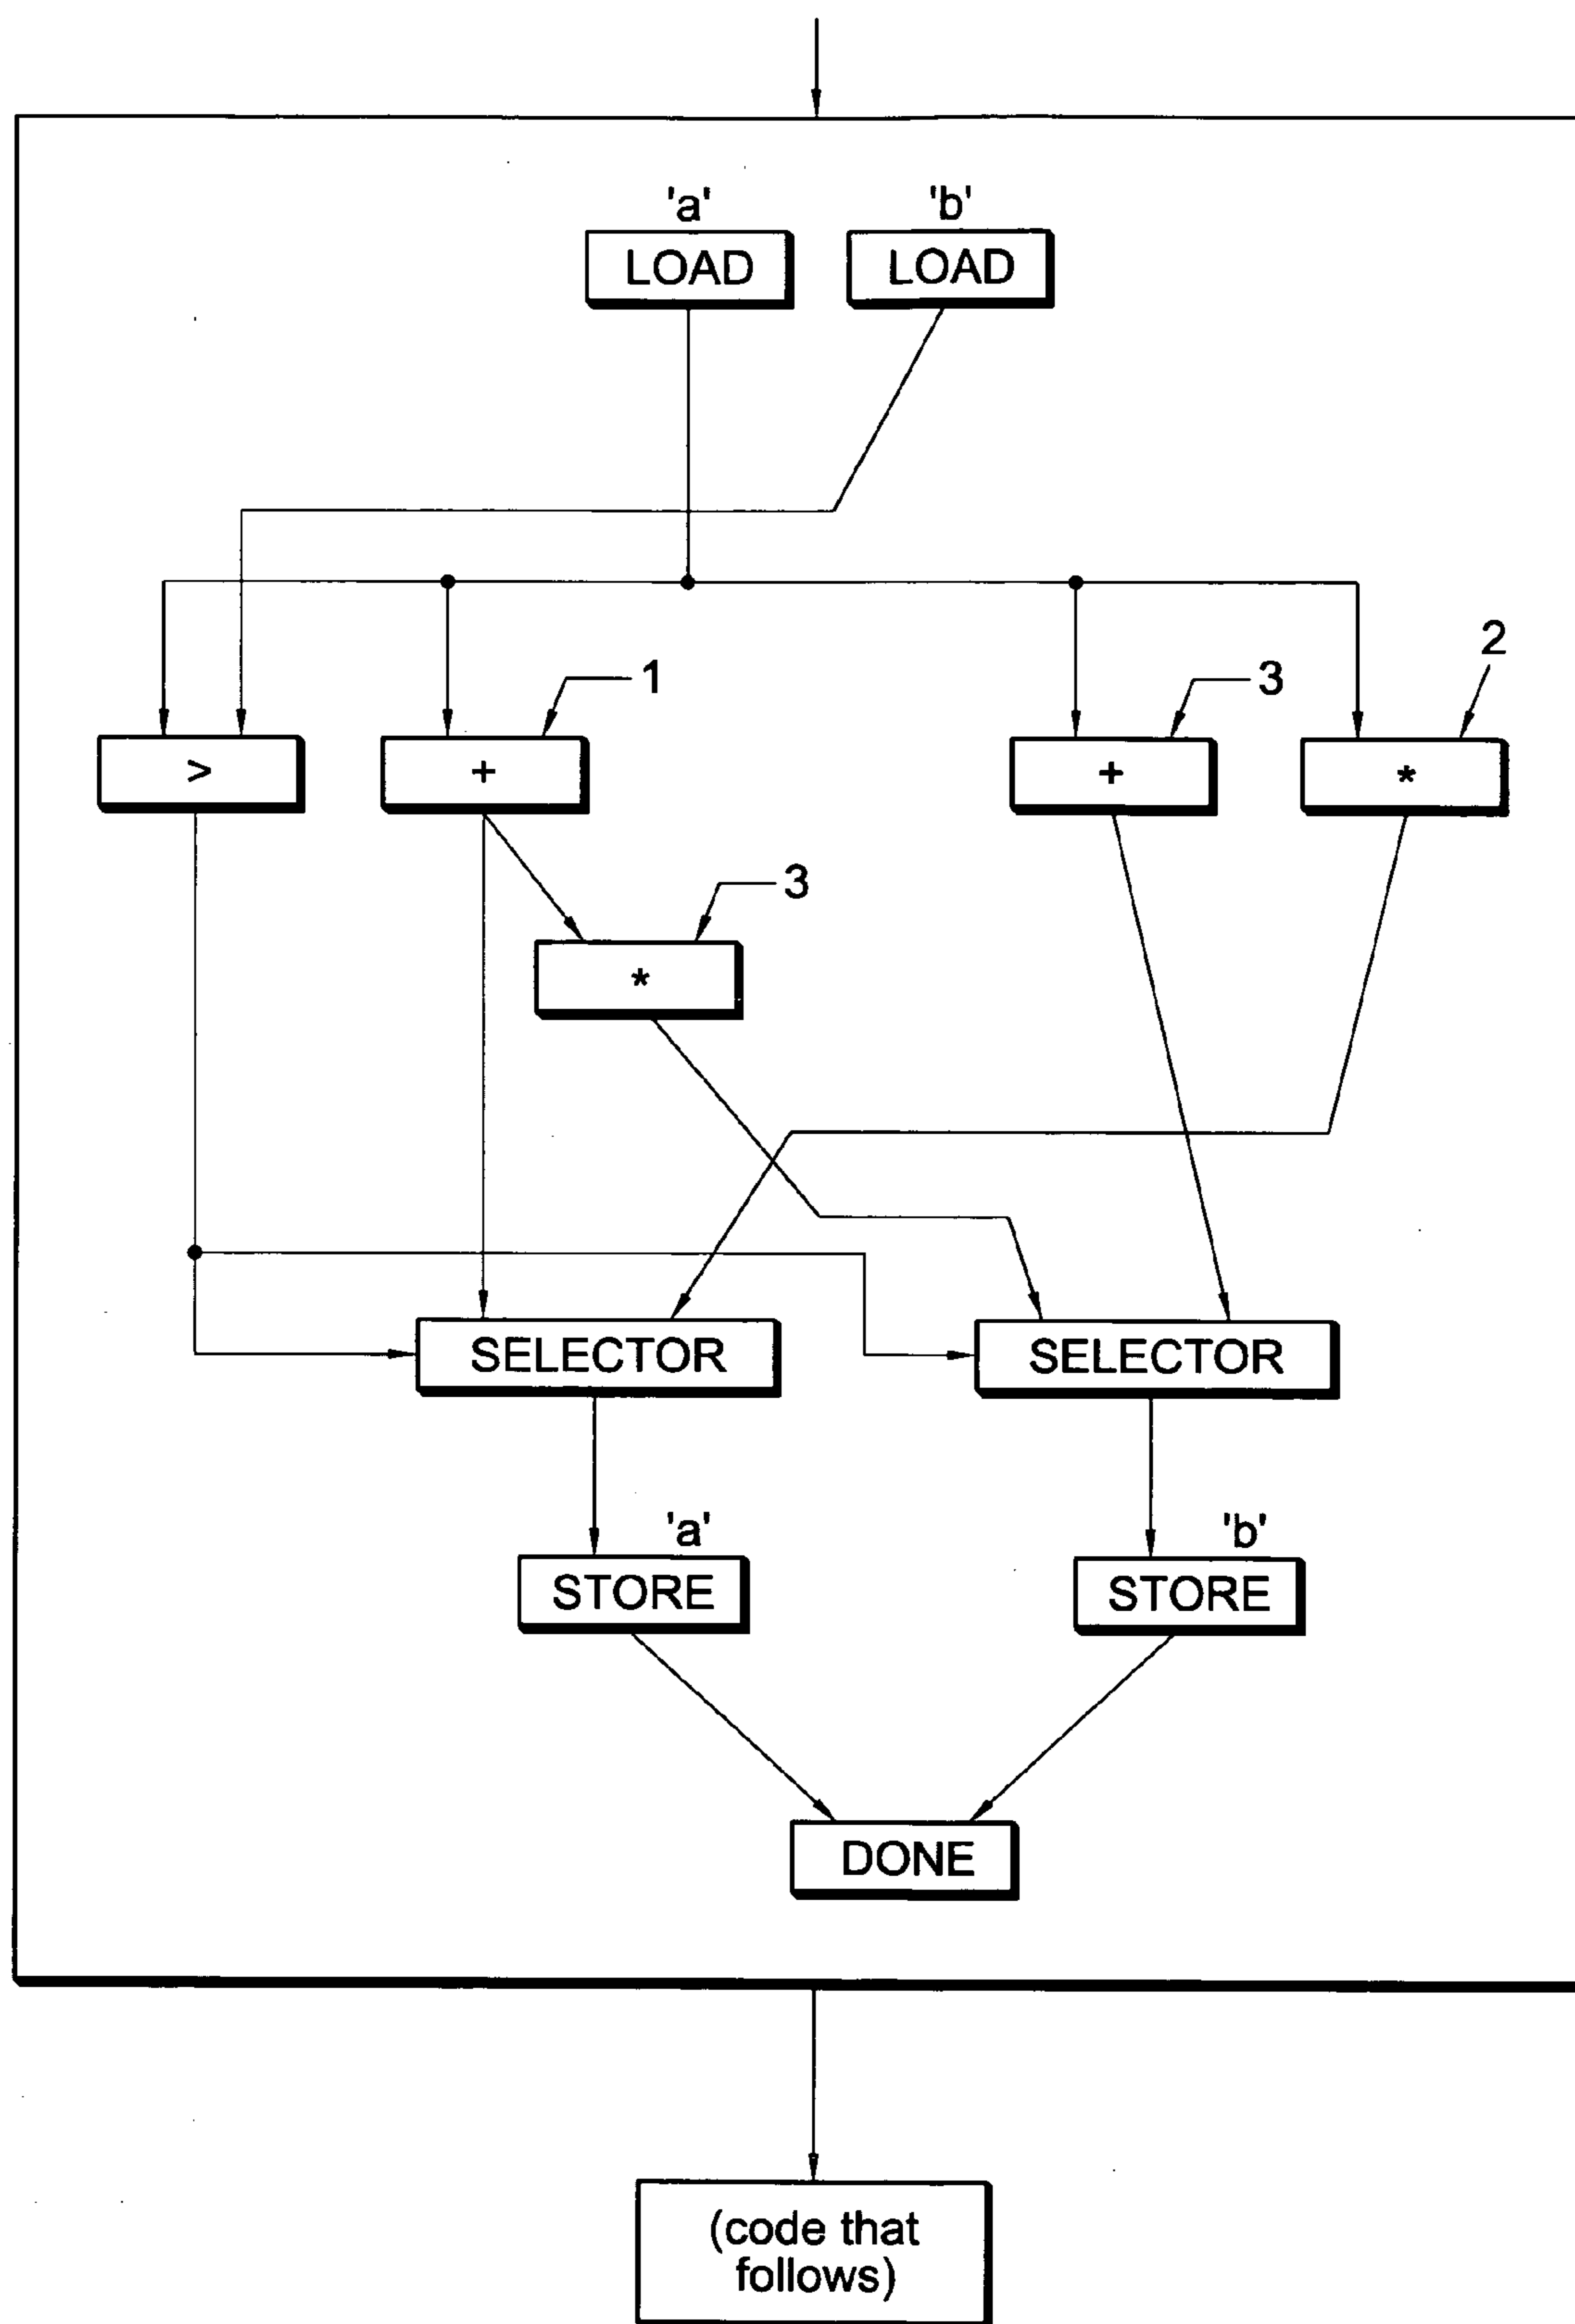 'a'
'b'
LOAD
LOAD
1
3
2
>
+
+
*
3
*
SELECTOR
SELECTOR
'a'
'b'
STORE
STORE
DONE
(code that
follows)